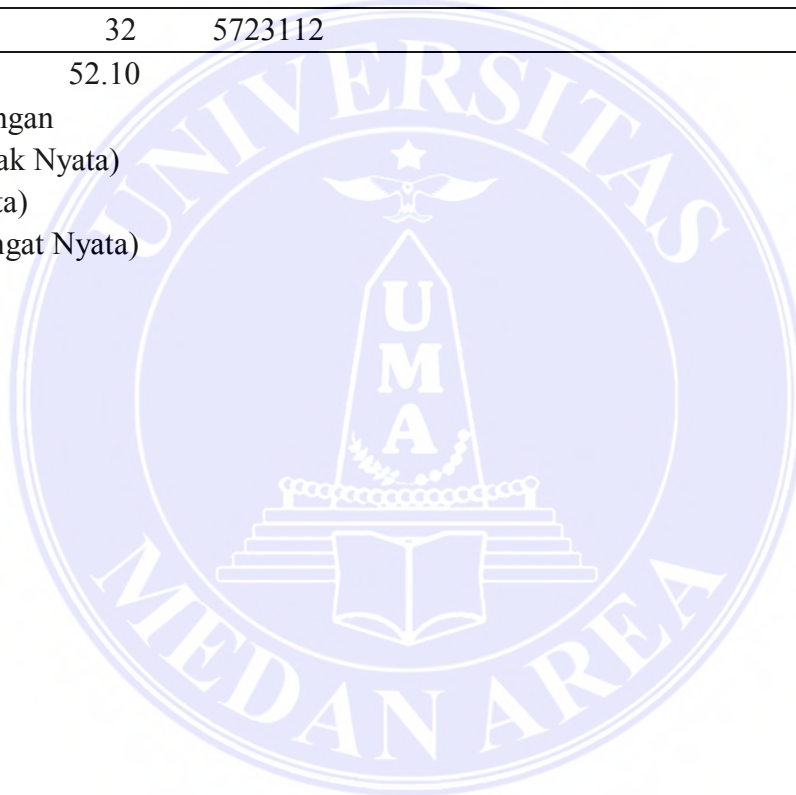 32 5723112
52.10
ngan
ak Nyata)
ta)
ngat Nyata)
UNIVERSITAS
UMA
MEDAN AREA